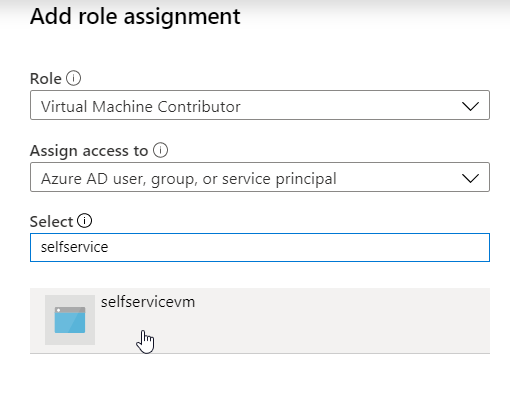 Add role assignment
Role
Virtual Machine Contributor
Assign access to
Azure AD user, group, or service principal
Select
selfservice
selfservicevm